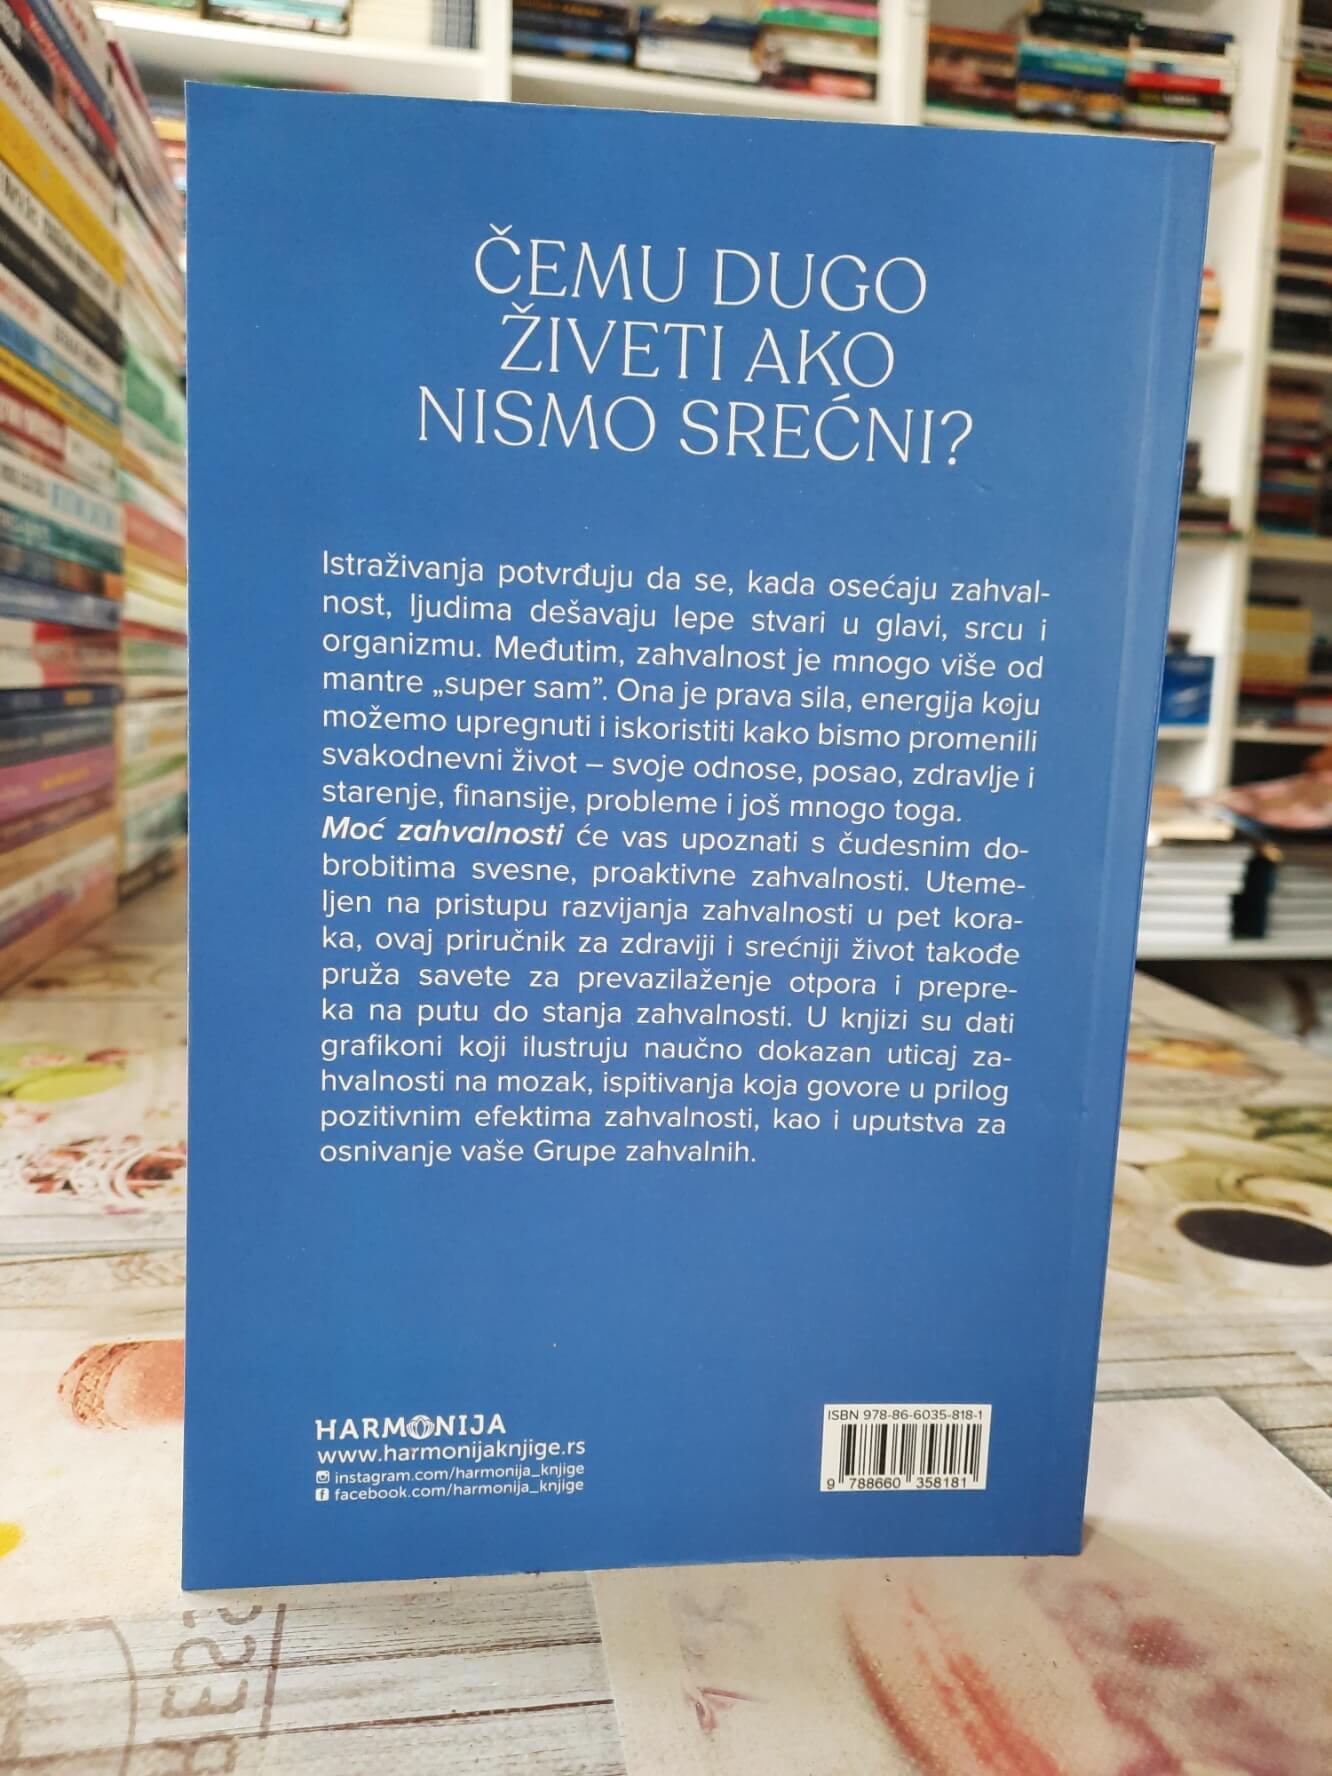 ČEMU DUGO
ŽIVETI AKO
NISMO SREĆNI?
Istraživanja potvrđuju da se, kada osećaju zahval-
nost, ljudima dešavaju lepe stvari u glavi, srcu i
organizmu. Međutim, zahvalnost je mnogo više od
mantre „super sam”. Ona je prava sila, energija koju
možemo upregnuti i iskoristiti kako bismo promenili
svakodnevni život – svoje odnose, posao, zdravlje i
starenje, finansije, probleme i još mnogo toga.
Moć zahvalnosti će vas upoznati s čudesnim do-
brobitima svesne, proaktivne zahvalnosti. Uteme-
ljen na pristupu razvijanja zahvalnosti u pet kora-
ka, ovaj priručnik za zdraviji i srećniji život takođe
pruža savete za prevazilaženje otpora i prepre-
ka na putu do stanja zahvalnosti. U knjizi su dati
grafikoni koji ilustruju naučno dokazan uticaj za-
hvalnosti na mozak, ispitivanja koja govore u prilog
pozitivnim efektima zahvalnosti, kao i uputstva za
osnivanje vaše Grupe zahvalnih.
HARMONIJA
www.harmonijaknjige.rs
instagram.com/harmonija_knjige
facebook.com/harmonija_knjige
ISBN 978-86-6035-818-1
9 788660 358181